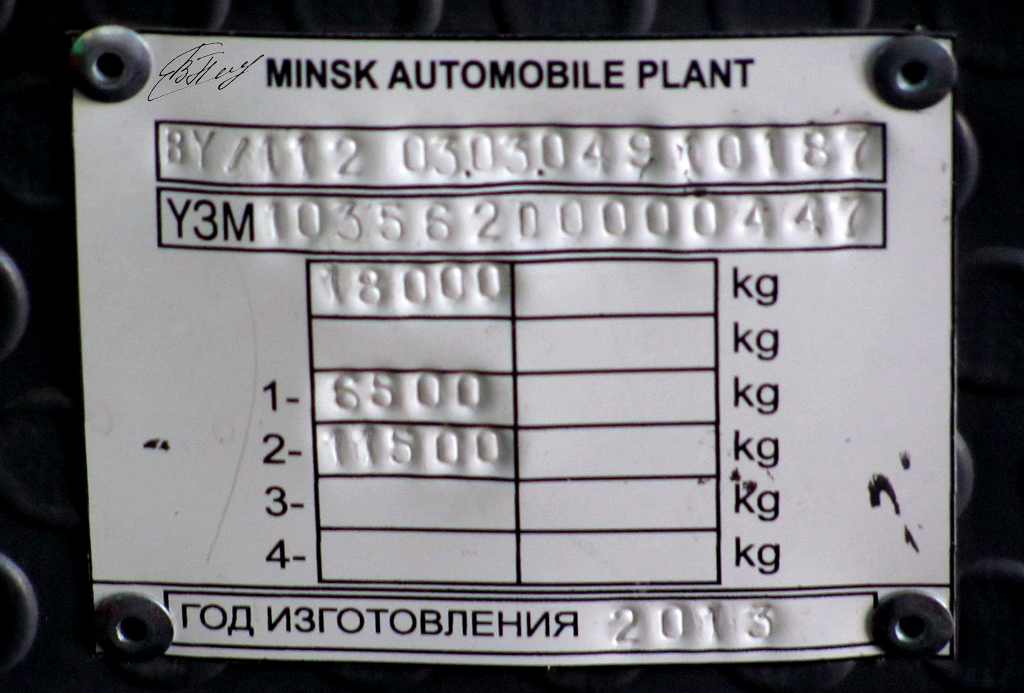 MINSK AUTOMOBILE PLANT
BY/112 03.03.049 10187
Y3M10356200000447
18000 kg
kg
1- 6500 kg
2- 11500 kg
3- kg
4- kg
ГОД ИЗГОТОВЛЕНИЯ 2013